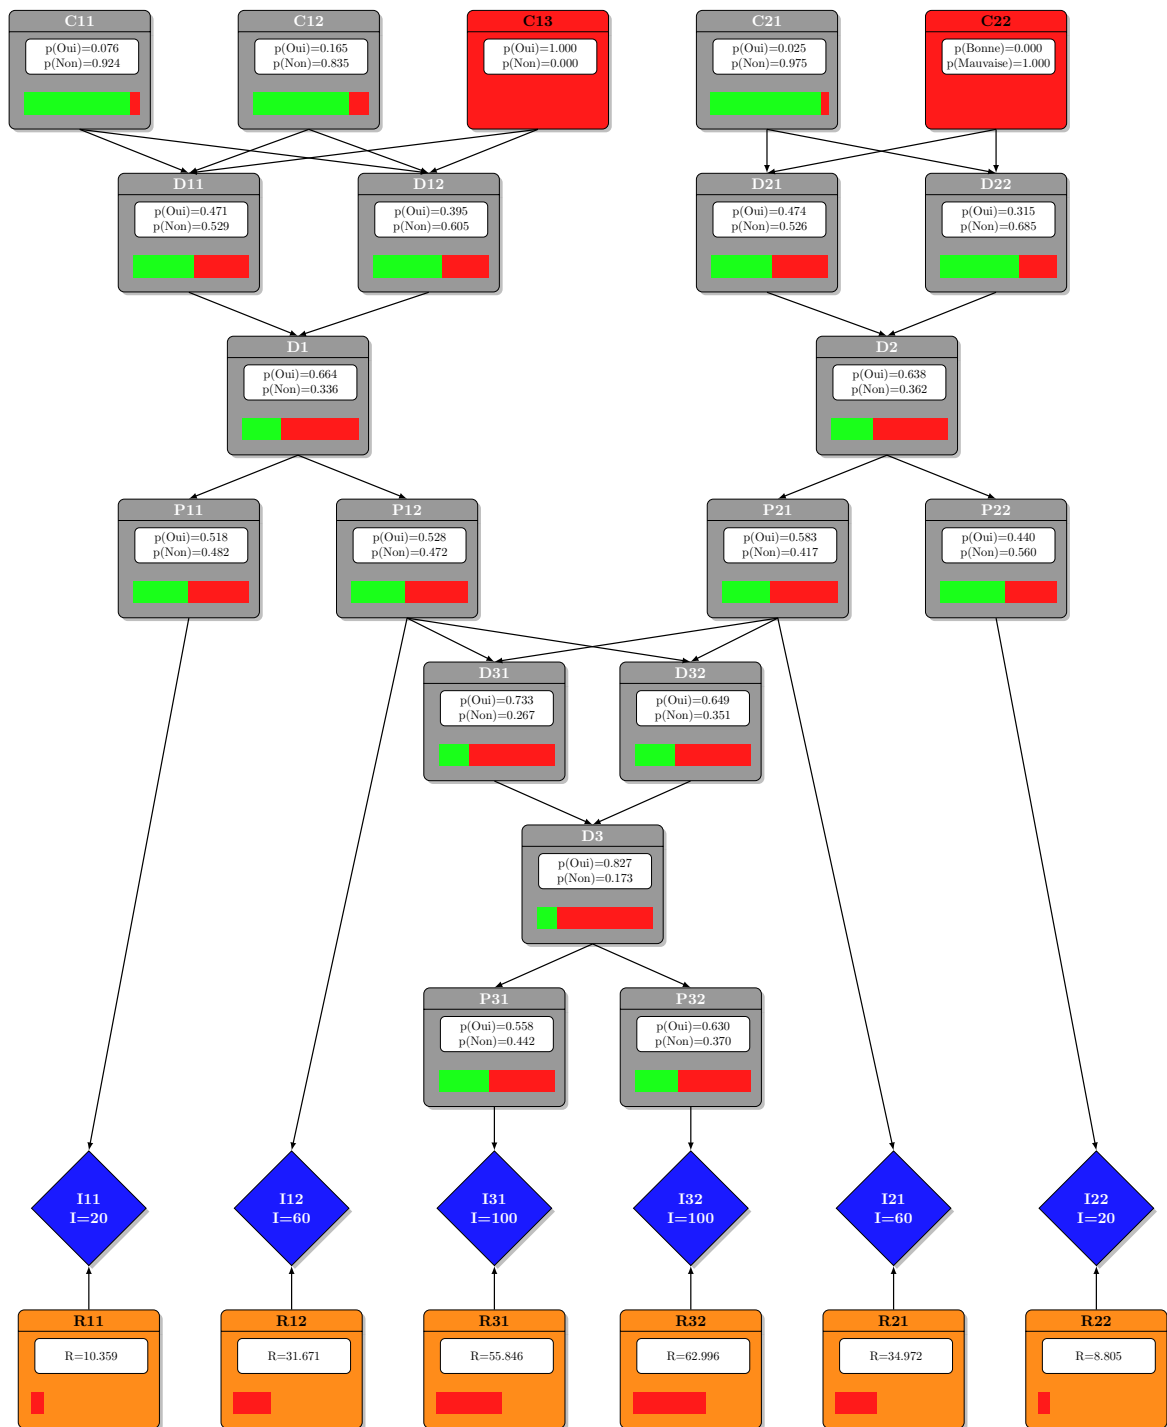 C11
p(Oui)=0.076
p(Non)=0.924
C12
p(Oui)=0.165
p(Non)=0.835
C13
p(Oui)=1.000
p(Non)=0.000
C21
p(Oui)=0.025
p(Non)=0.975
C22
p(Bonne)=0.000
p(Mauvaise)=1.000
D11
p(Oui)=0.471
p(Non)=0.529
D12
p(Oui)=0.395
p(Non)=0.605
D21
p(Oui)=0.474
p(Non)=0.526
D22
p(Oui)=0.315
p(Non)=0.685
D1
p(Oui)=0.664
p(Non)=0.336
D2
p(Oui)=0.638
p(Non)=0.362
P11
p(Oui)=0.518
p(Non)=0.482
P12
p(Oui)=0.528
p(Non)=0.472
P21
p(Oui)=0.583
p(Non)=0.417
P22
p(Oui)=0.440
p(Non)=0.560
D31
p(Oui)=0.733
p(Non)=0.267
D32
p(Oui)=0.649
p(Non)=0.351
D3
p(Oui)=0.827
p(Non)=0.173
P31
p(Oui)=0.558
p(Non)=0.442
P32
p(Oui)=0.630
p(Non)=0.370
I11
I=20
I12
I=60
I31
I=100
I32
I=100
I21
I=60
I22
I=20
R11
R=10.359
R12
R=31.671
R31
R=55.846
R32
R=62.996
R21
R=34.972
R22
R=8.805